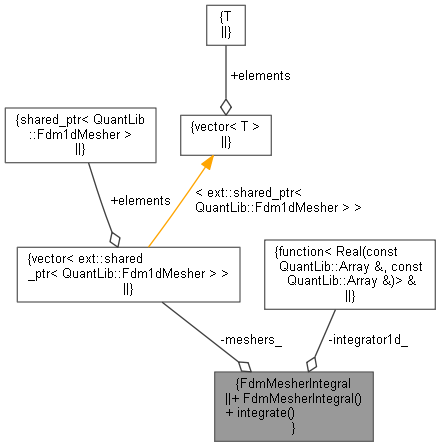 {T
||}
+elements
{shared_ptr< QuantLib
::Fdm1dMesher >
||}
{vector< T >
||}
+elements
< ext::shared_ptr<
QuantLib::Fdm1dMesher > >
{vector< ext::shared
_ptr< QuantLib::Fdm1dMesher > >
||}
{function< Real(const
QuantLib::Array &, const
QuantLib::Array &)> &
||}
-meshers_
-integrator1d_
{FdmMesherIntegral
||+ FdmMesherIntegral()
+ integrate()
}